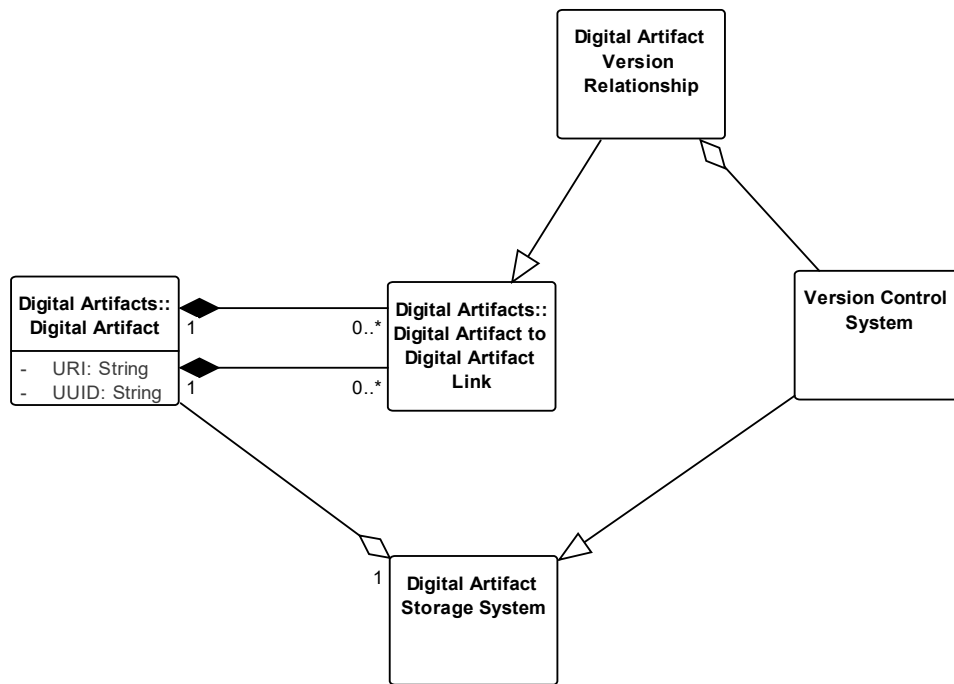 Digital Artifact
Version
Relationship
Digital Artifacts::
Digital Artifact
- URI: String
- UUID: String
1
0..*
1
0..*
Digital Artifacts::
Digital Artifact to
Digital Artifact
Link
Version Control
System
1
Digital Artifact
Storage System